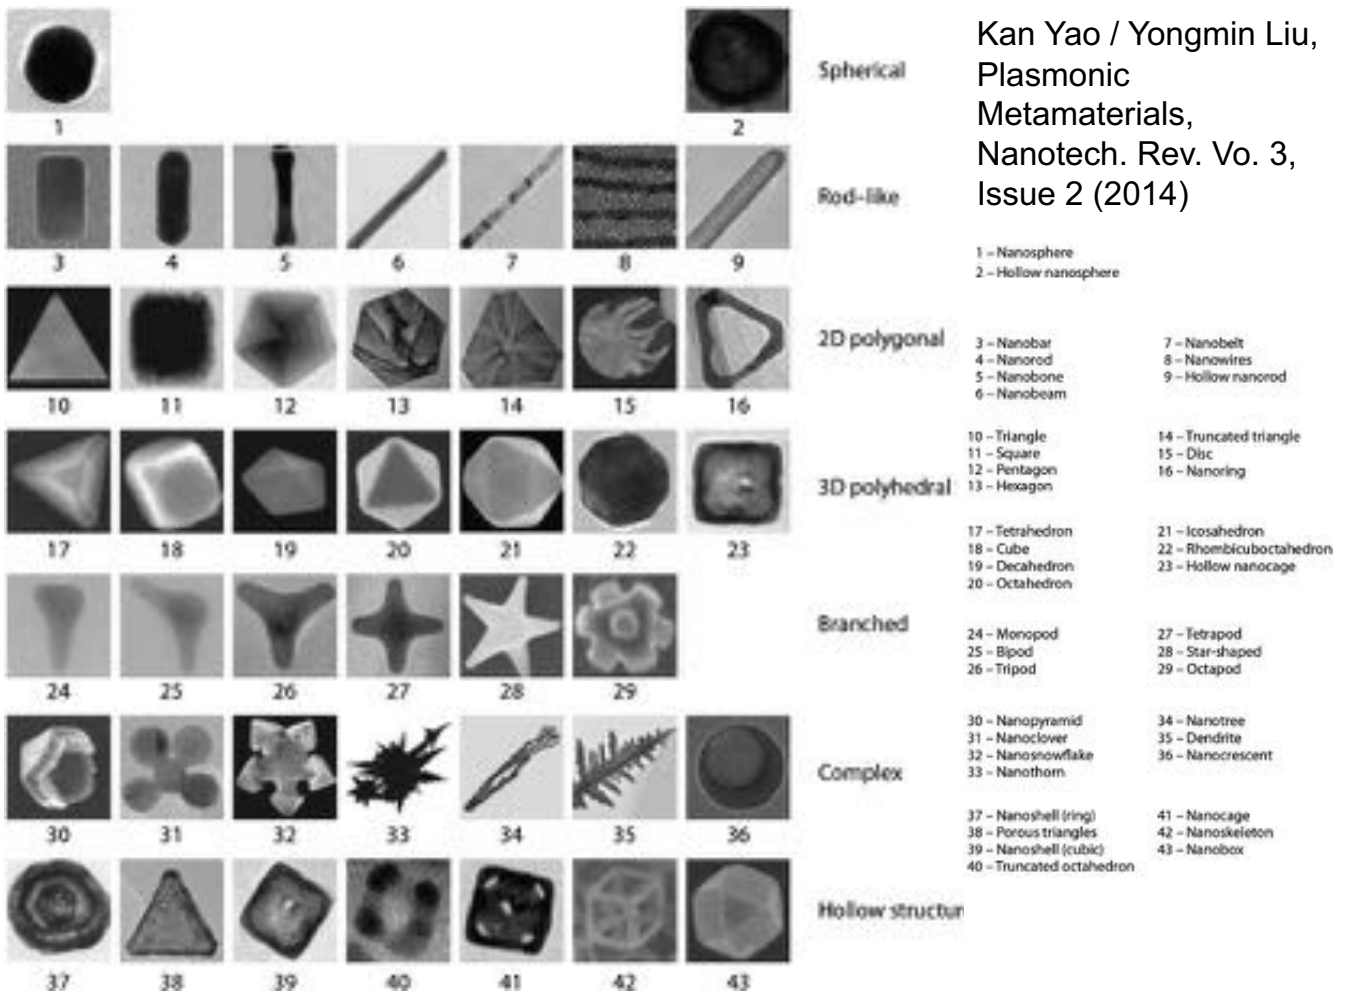 Kan Yao / Yongmin Liu,
Plasmonic
Metamaterials,
Nanotech. Rev. Vo. 3,
Issue 2 (2014)
1
2
Spherical
3
4
5
6
7
8
9
Rod-like
10
11
12
13
14
15
16
2D polygonal
17
18
19
20
21
22
23
3D polyhedral
24
25
26
27
28
29
Branched
30
31
32
33
34
35
36
Complex
37
38
39
40
41
42
43
Hollow structur
1 – Nanosphere
2 – Hollow nanosphere
3 – Nanobar
4 – Nanorod
5 – Nanobone
6 – Nanobeam
7 – Nanobelt
8 – Nanowires
9 – Hollow nanorod
10 – Triangle
11 – Square
12 – Pentagon
13 – Hexagon
14 – Truncated triangle
15 – Disc
16 – Nanoring
17 – Tetrahedron
18 – Cube
19 – Decahedron
20 – Octahedron
21 – Icosahedron
22 – Rhombicuboctahedron
23 – Hollow nanocage
24 – Monopod
25 – Bipod
26 – Tripod
27 – Tetrapod
28 – Star-shaped
29 – Octapod
30 – Nanopyramid
31 – Nanoclover
32 – Nanosnowflake
33 – Nanothorn
34 – Nanotree
35 – Dendrite
36 – Nanocrescent
37 – Nanoshell (ring)
38 – Porous triangles
39 – Nanoshell (cubic)
40 – Truncated octahedron
41 – Nanocage
42 – Nanoskeleton
43 – Nanobox